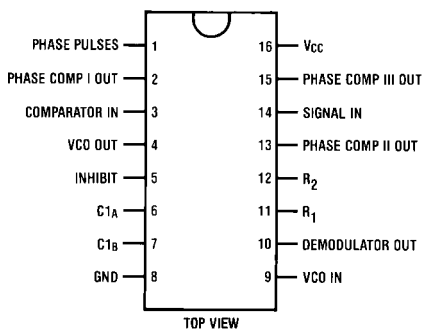 PHASE PULSES 1 16 VCC
PHASE COMP I OUT 2 15 PHASE COMP III OUT
COMPARATOR IN 3 14 SIGNAL IN
VCO OUT 4 13 PHASE COMP II OUT
INHIBIT 5 12 R2
C1A 6 11 R1
C1B 7 10 DEMODULATOR OUT
GND 8 9 VCO IN
TOP VIEW